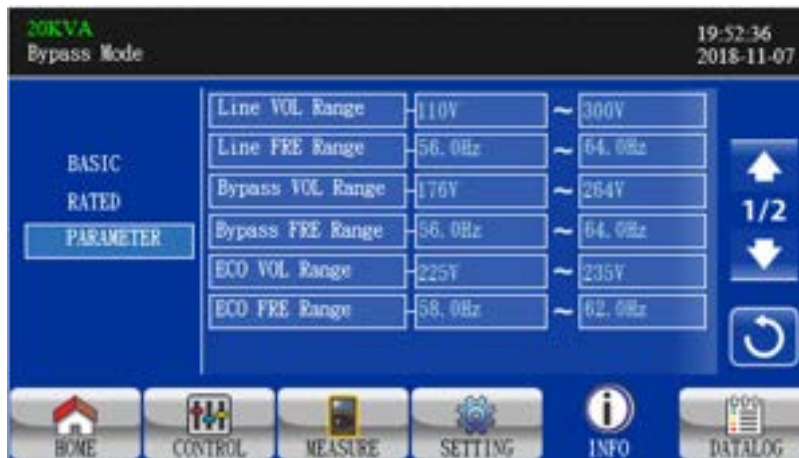 20KVA
Bypass Mode
19:52:36
2018-11-07
BASIC
RATED
PARAMETER
Line VOL Range 110V ~ 300V
Line FRE Range 56.0Hz ~ 64.0Hz
Bypass VOL Range 176V ~ 264V
Bypass FRE Range 56.0Hz ~ 64.0Hz
ECO VOL Range 225V ~ 235V
ECO FRE Range 58.0Hz ~ 62.0Hz
1/2
HOME CONTROL MEASURE SETTING INFO DATALOG